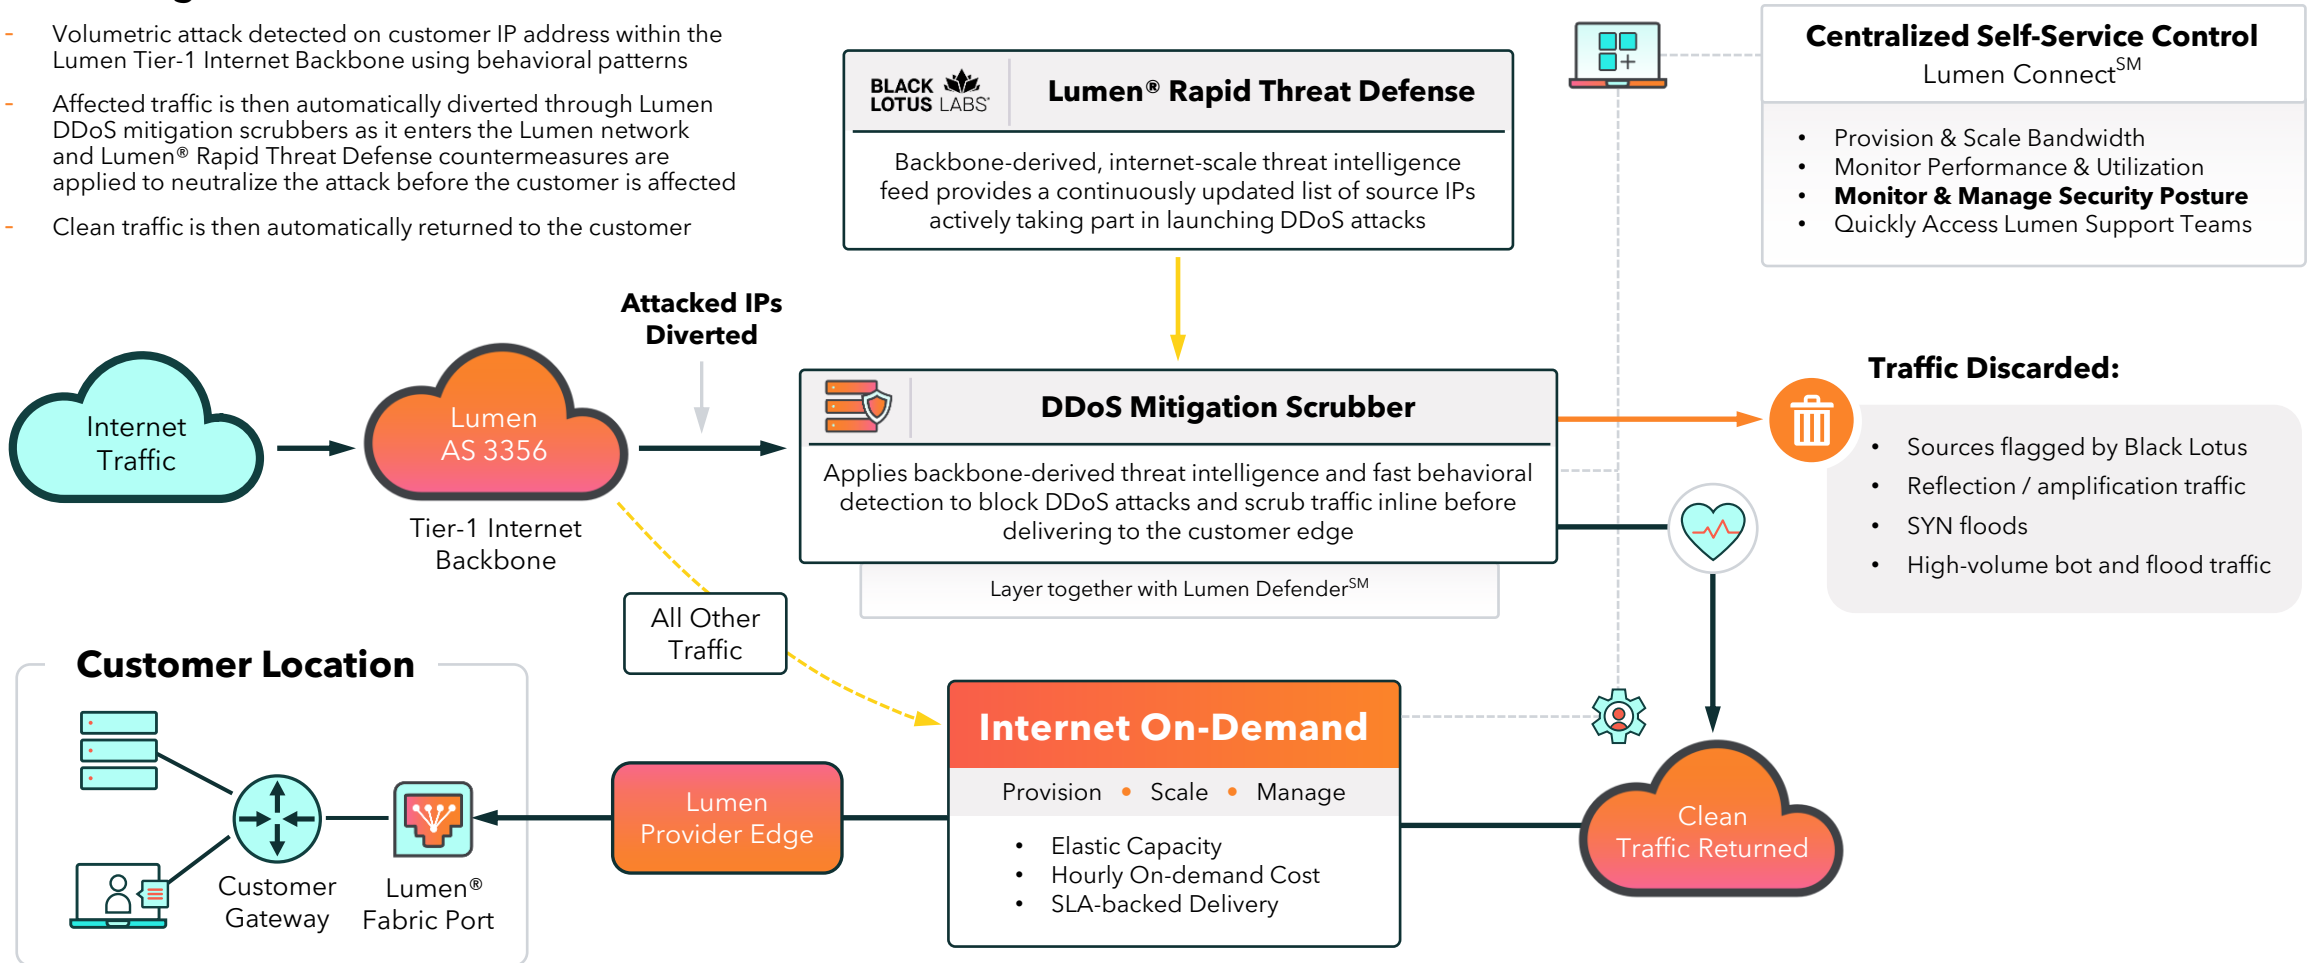 - Volumetric attack detected on customer IP address within the
Lumen Tier-1 Internet Backbone using behavioral patterns
- Affected traffic is then automatically diverted through Lumen
DDoS mitigation scrubbers as it enters the Lumen network
and Lumen® Rapid Threat Defense countermeasures are
applied to neutralize the attack before the customer is affected
- Clean traffic is then automatically returned to the customer
BLACK
LOTUS LABS®
Lumen® Rapid Threat Defense
Backbone-derived, internet-scale threat intelligence
feed provides a continuously updated list of source IPs
actively taking part in launching DDoS attacks
Centralized Self-Service Control
Lumen Connect℠
• Provision & Scale Bandwidth
• Monitor Performance & Utilization
• Monitor & Manage Security Posture
• Quickly Access Lumen Support Teams
Attacked IPs
Diverted
Internet
Traffic
Lumen
AS 3356
Tier-1 Internet
Backbone
DDoS Mitigation Scrubber
Applies backbone-derived threat intelligence and fast behavioral
detection to block DDoS attacks and scrub traffic inline before
delivering to the customer edge
Layer together with Lumen Defender℠
Traffic Discarded:
• Sources flagged by Black Lotus
• Reflection / amplification traffic
• SYN floods
• High-volume bot and flood traffic
All Other
Traffic
Customer Location
Customer
Gateway
Lumen®
Fabric Port
Lumen
Provider Edge
Internet On-Demand
Provision • Scale • Manage
• Elastic Capacity
• Hourly On-demand Cost
• SLA-backed Delivery
Clean
Traffic Returned